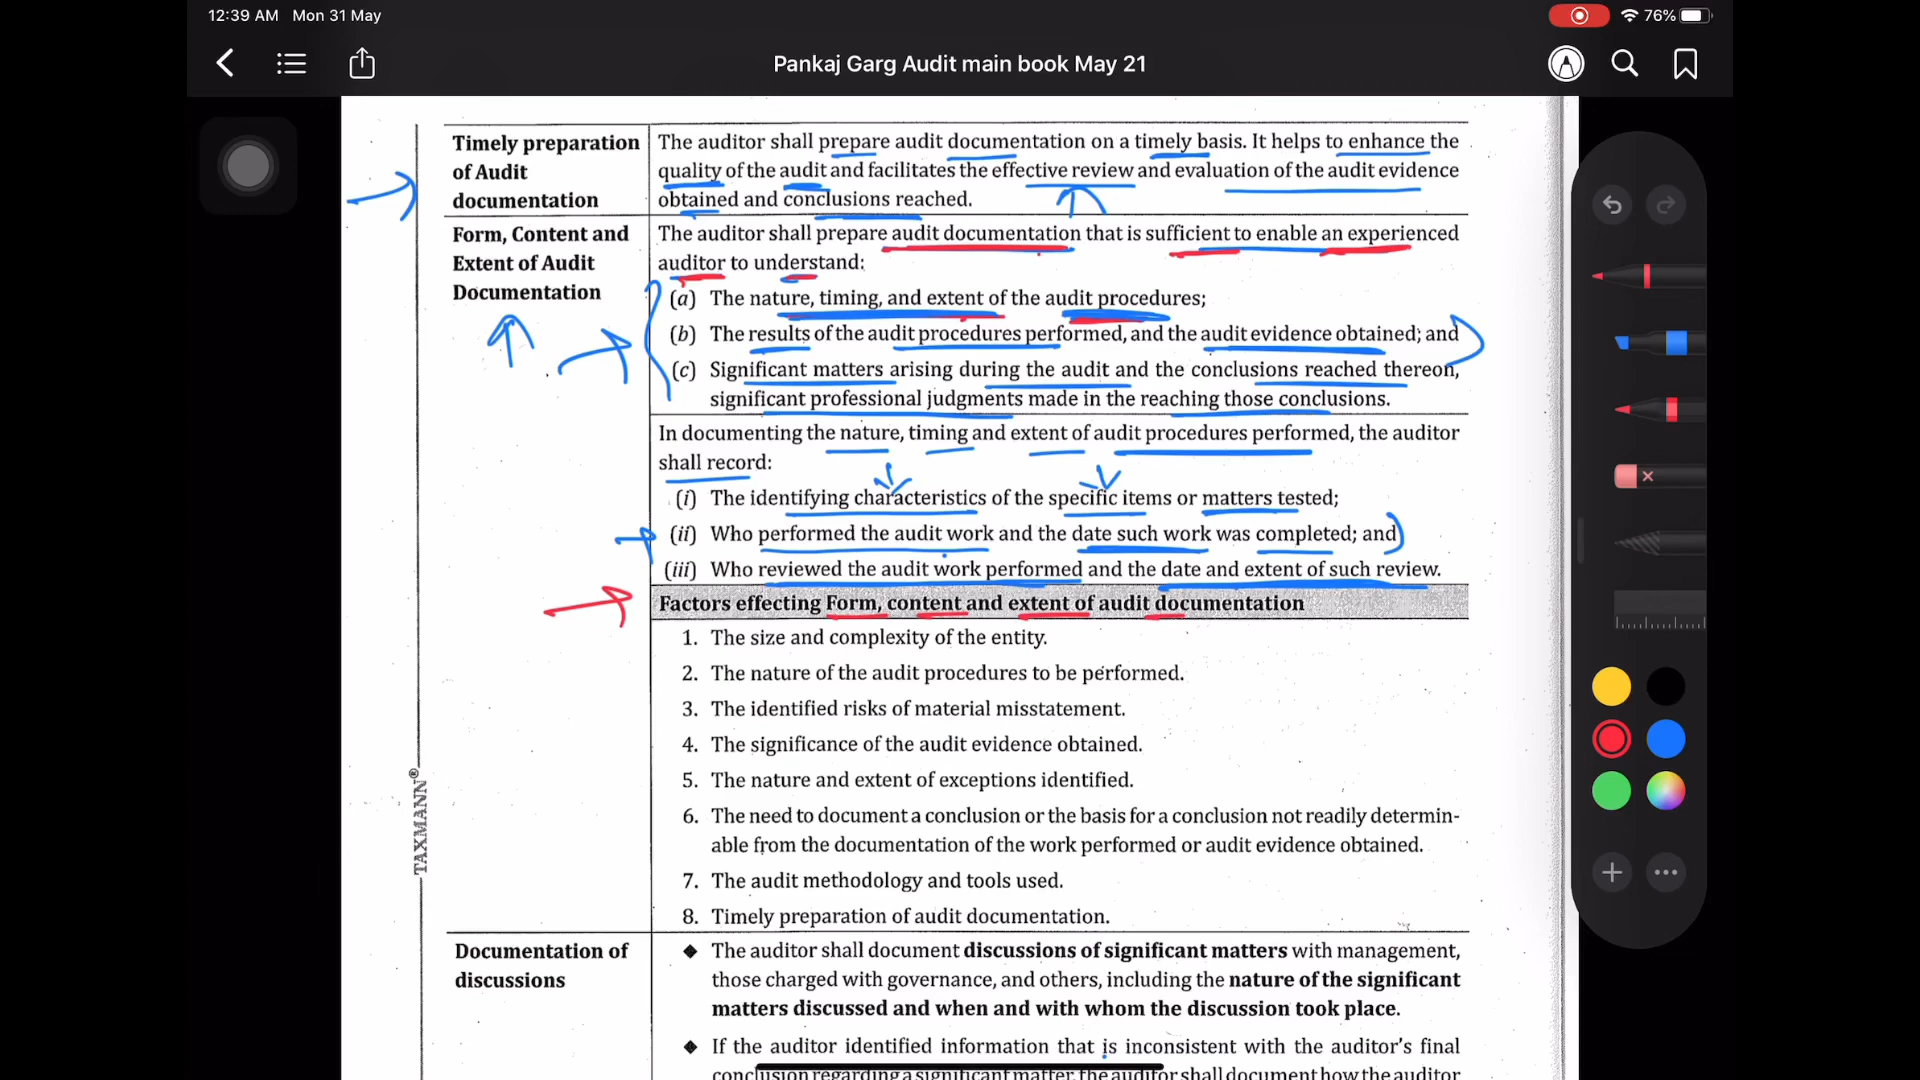 12:39 AM Mon 31 May
76%
Pankaj Garg Audit main book May 21
Timely preparation
of Audit
documentation
The auditor shall prepare audit documentation on a timely basis. It helps to enhance the
quality of the audit and facilitates the effective review and evaluation of the audit evidence
obtained and conclusions reached.
Form, Content and
Extent of Audit
Documentation
The auditor shall prepare audit documentation that is sufficient to enable an experienced
auditor to understand:
(a) The nature, timing, and extent of the audit procedures;
(b) The results of the audit procedures performed, and the audit evidence obtained; and
(c) Significant matters arising during the audit and the conclusions reached thereon,
significant professional judgments made in the reaching those conclusions.
In documenting the nature, timing and extent of audit procedures performed, the auditor
shall record:
(i) The identifying characteristics of the specific items or matters tested;
(ii) Who performed the audit work and the date such work was completed; and
(iii) Who reviewed the audit work performed and the date and extent of such review.
Factors effecting Form, content and extent of audit documentation
1. The size and complexity of the entity.
2. The nature of the audit procedures to be performed.
3. The identified risks of material misstatement.
4. The significance of the audit evidence obtained.
5. The nature and extent of exceptions identified.
6. The need to document a conclusion or the basis for a conclusion not readily determin-
able from the documentation of the work performed or audit evidence obtained.
7. The audit methodology and tools used.
8. Timely preparation of audit documentation.
TAXMANN®
Documentation of
discussions
◆ The auditor shall document discussions of significant matters with management,
those charged with governance, and others, including the nature of the significant
matters discussed and when and with whom the discussion took place.
◆ If the auditor identified information that is inconsistent with the auditor's final
conclusion regarding a significant matter, the auditor shall document how the auditor